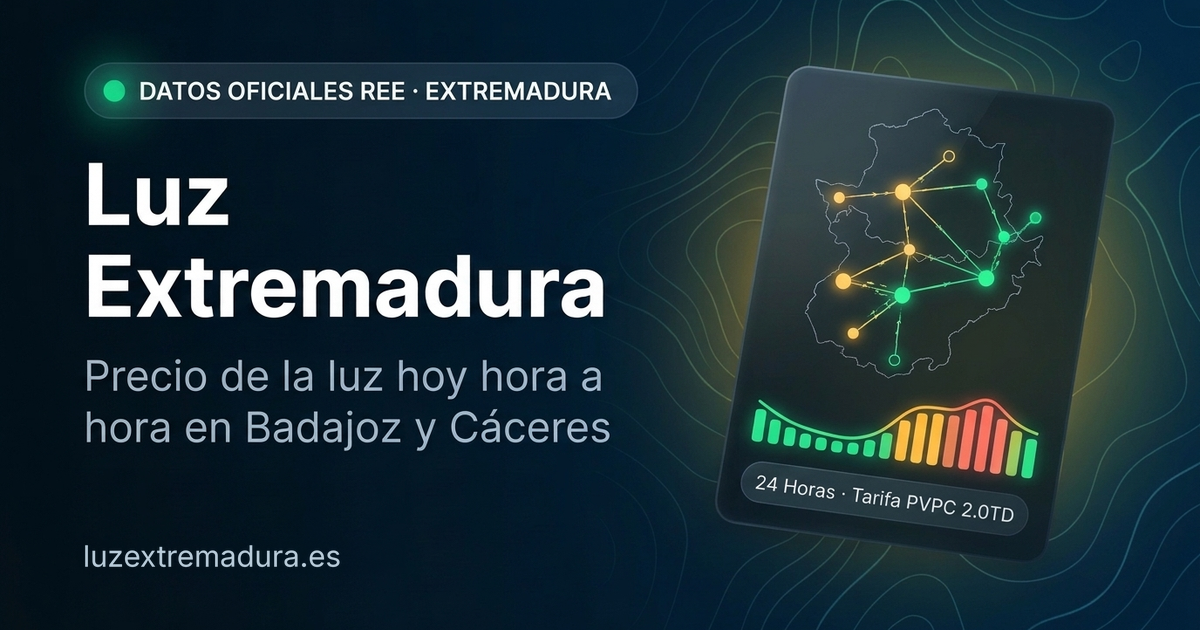 DATOS OFICIALES REE · EXTREMADURA
Luz
Extremadura
Precio de la luz hoy hora a
hora en Badajoz y Cáceres
luzextremadura.es
24 Horas · Tarifa PVPC 2.0TD